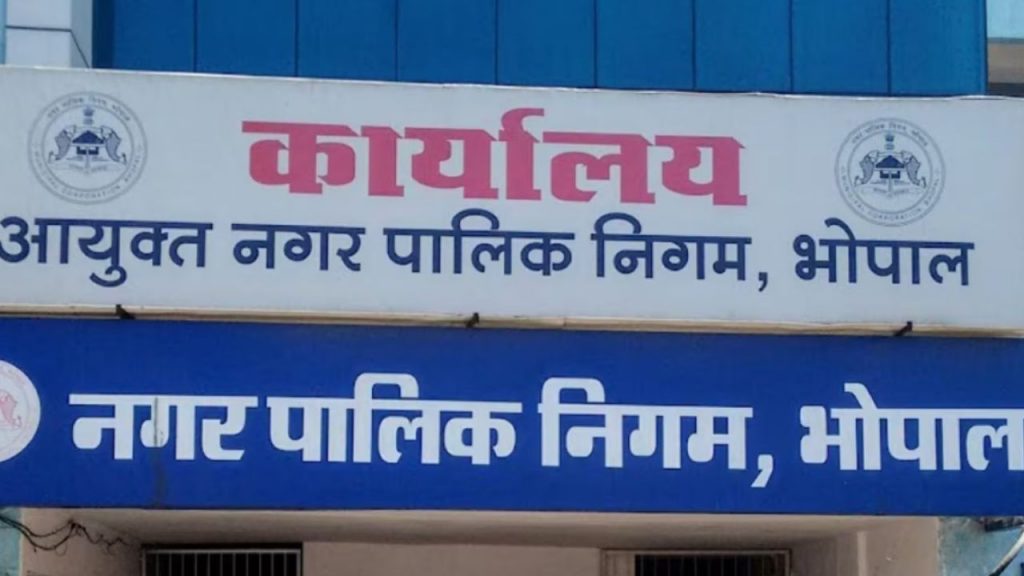 कार्यालय
आयुक्त नगर पालिक निगम, भोपाल
नगर पालिक निगम, भोपाल